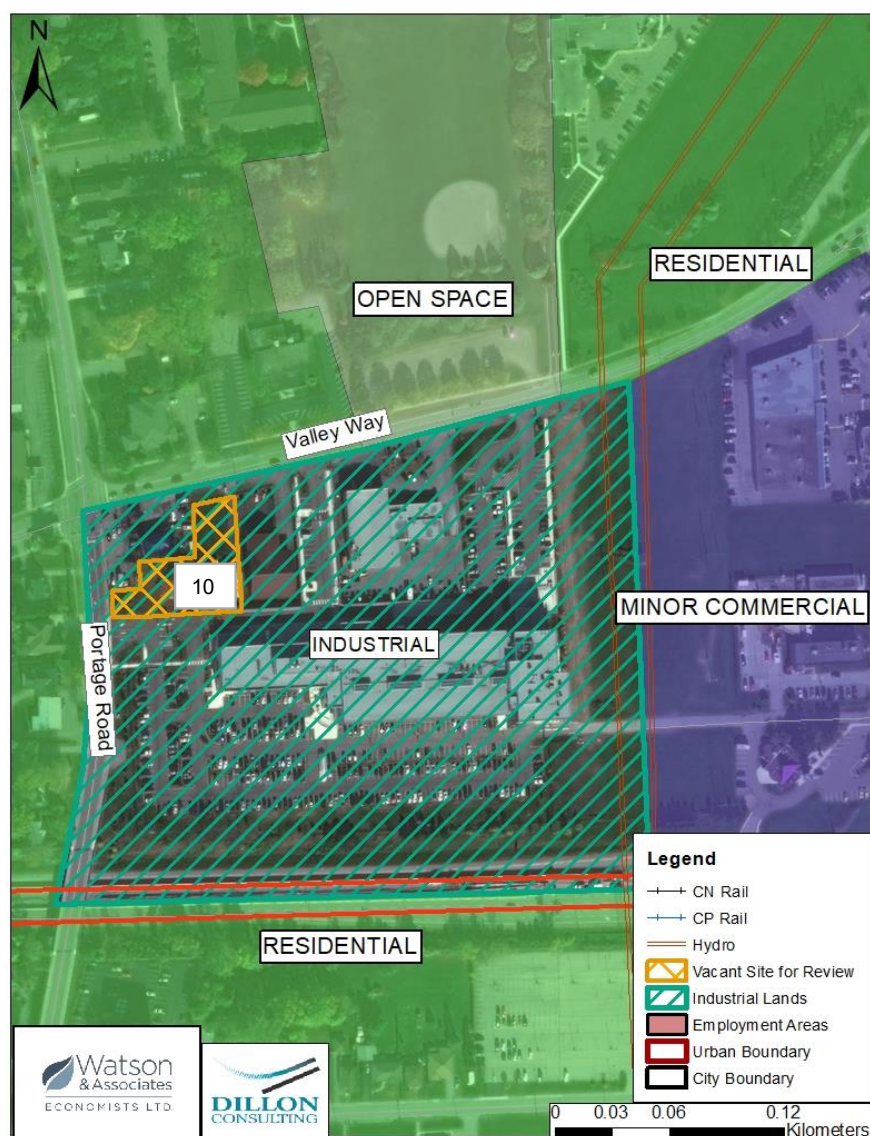 N
RESIDENTIAL
OPEN SPACE
Valley Way
10
MINOR COMMERCIAL
INDUSTRIAL
Portage Road
RESIDENTIAL
Legend
CN Rail
CP Rail
Hydro
Vacant Site for Review
Industrial Lands
Employment Areas
Urban Boundary
City Boundary
Watson
& Associates
ECONOMISTS LTD.
DILLON
CONSULTING
0 0.03 0.06 0.12
Kilometers